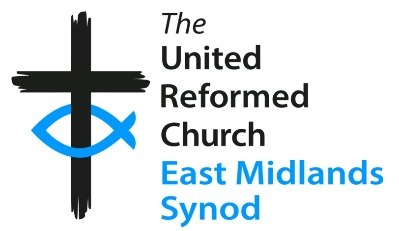 The
United
Reformed
Church
East Midlands
Synod